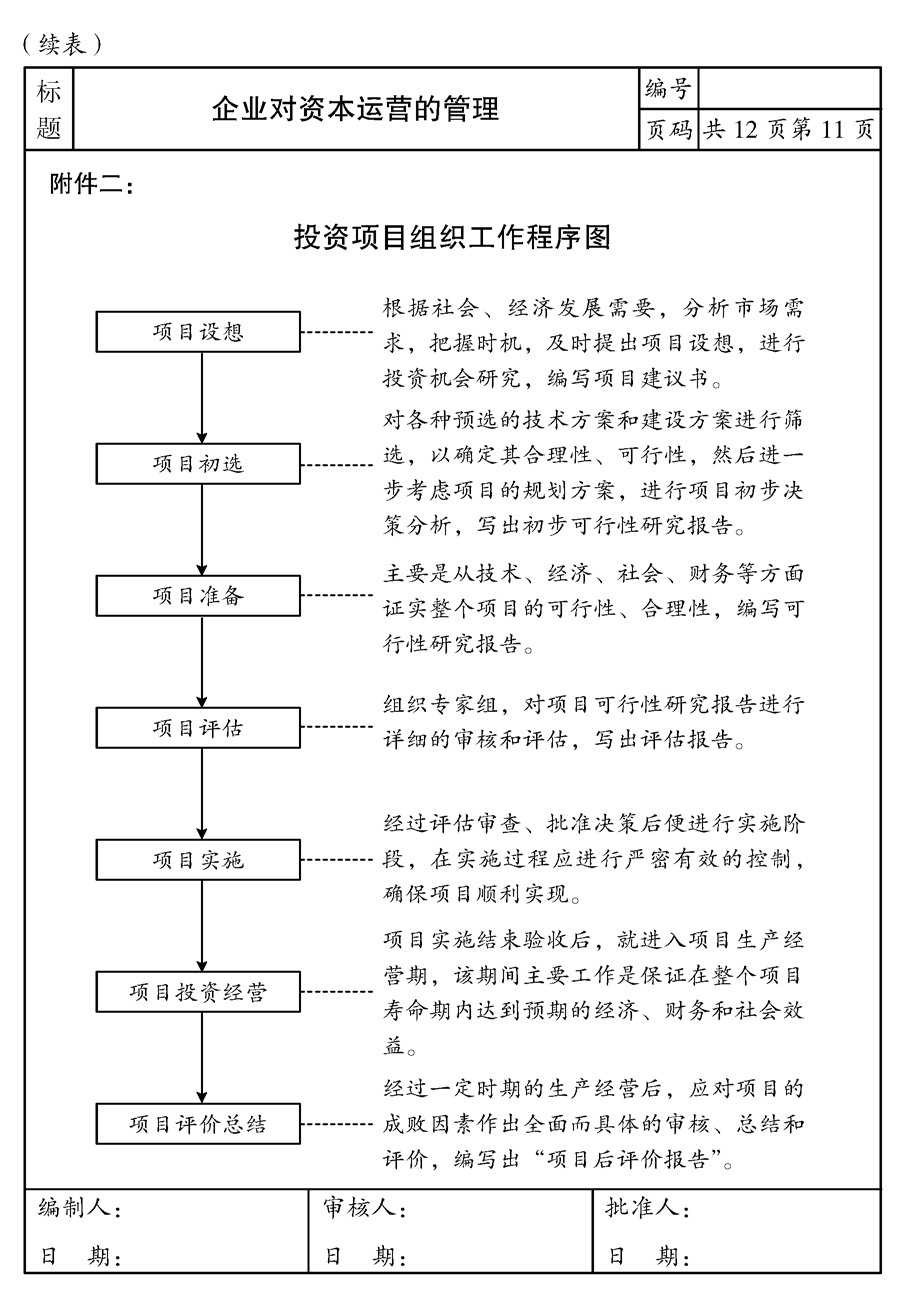 （续表）
标题
企业对资本运营的管理
编号
页码
共 12 页第 11 页
附件二：
投资项目组织工作程序图
项目设想
根据社会、经济发展需要，分析市场需
求，把握时机，及时提出项目设想，进行
投资机会研究，编写项目建议书。
项目初选
对各种预选的技术方案和建设方案进行筛
选，以确定其合理性、可行性，然后进一
步考虑项目的规划方案，进行项目初步决
策分析，写出初步可行性研究报告。
项目准备
主要是从技术、经济、社会、财务等方面
证实整个项目的可行性、合理性，编写可
行性研究报告。
项目评估
组织专家组，对项目可行性研究报告进行
详细的审核和评估，写出评估报告。
项目实施
经过评估审查、批准决策后便进行实施阶
段，在实施过程应进行严密有效的控制，
确保项目顺利实现。
项目投资经营
项目实施结束验收后，就进入项目生产经
营期，该期间主要工作是保证在整个项目
寿命期内达到预期的经济、财务和社会效
益。
项目评价总结
经过一定时期的生产经营后，应对项目的
成败因素作出全面而具体的审核、总结和
评价，编写出“项目后评价报告”。
编制人：
日　期：
审核人：
日　期：
批准人：
日　期：